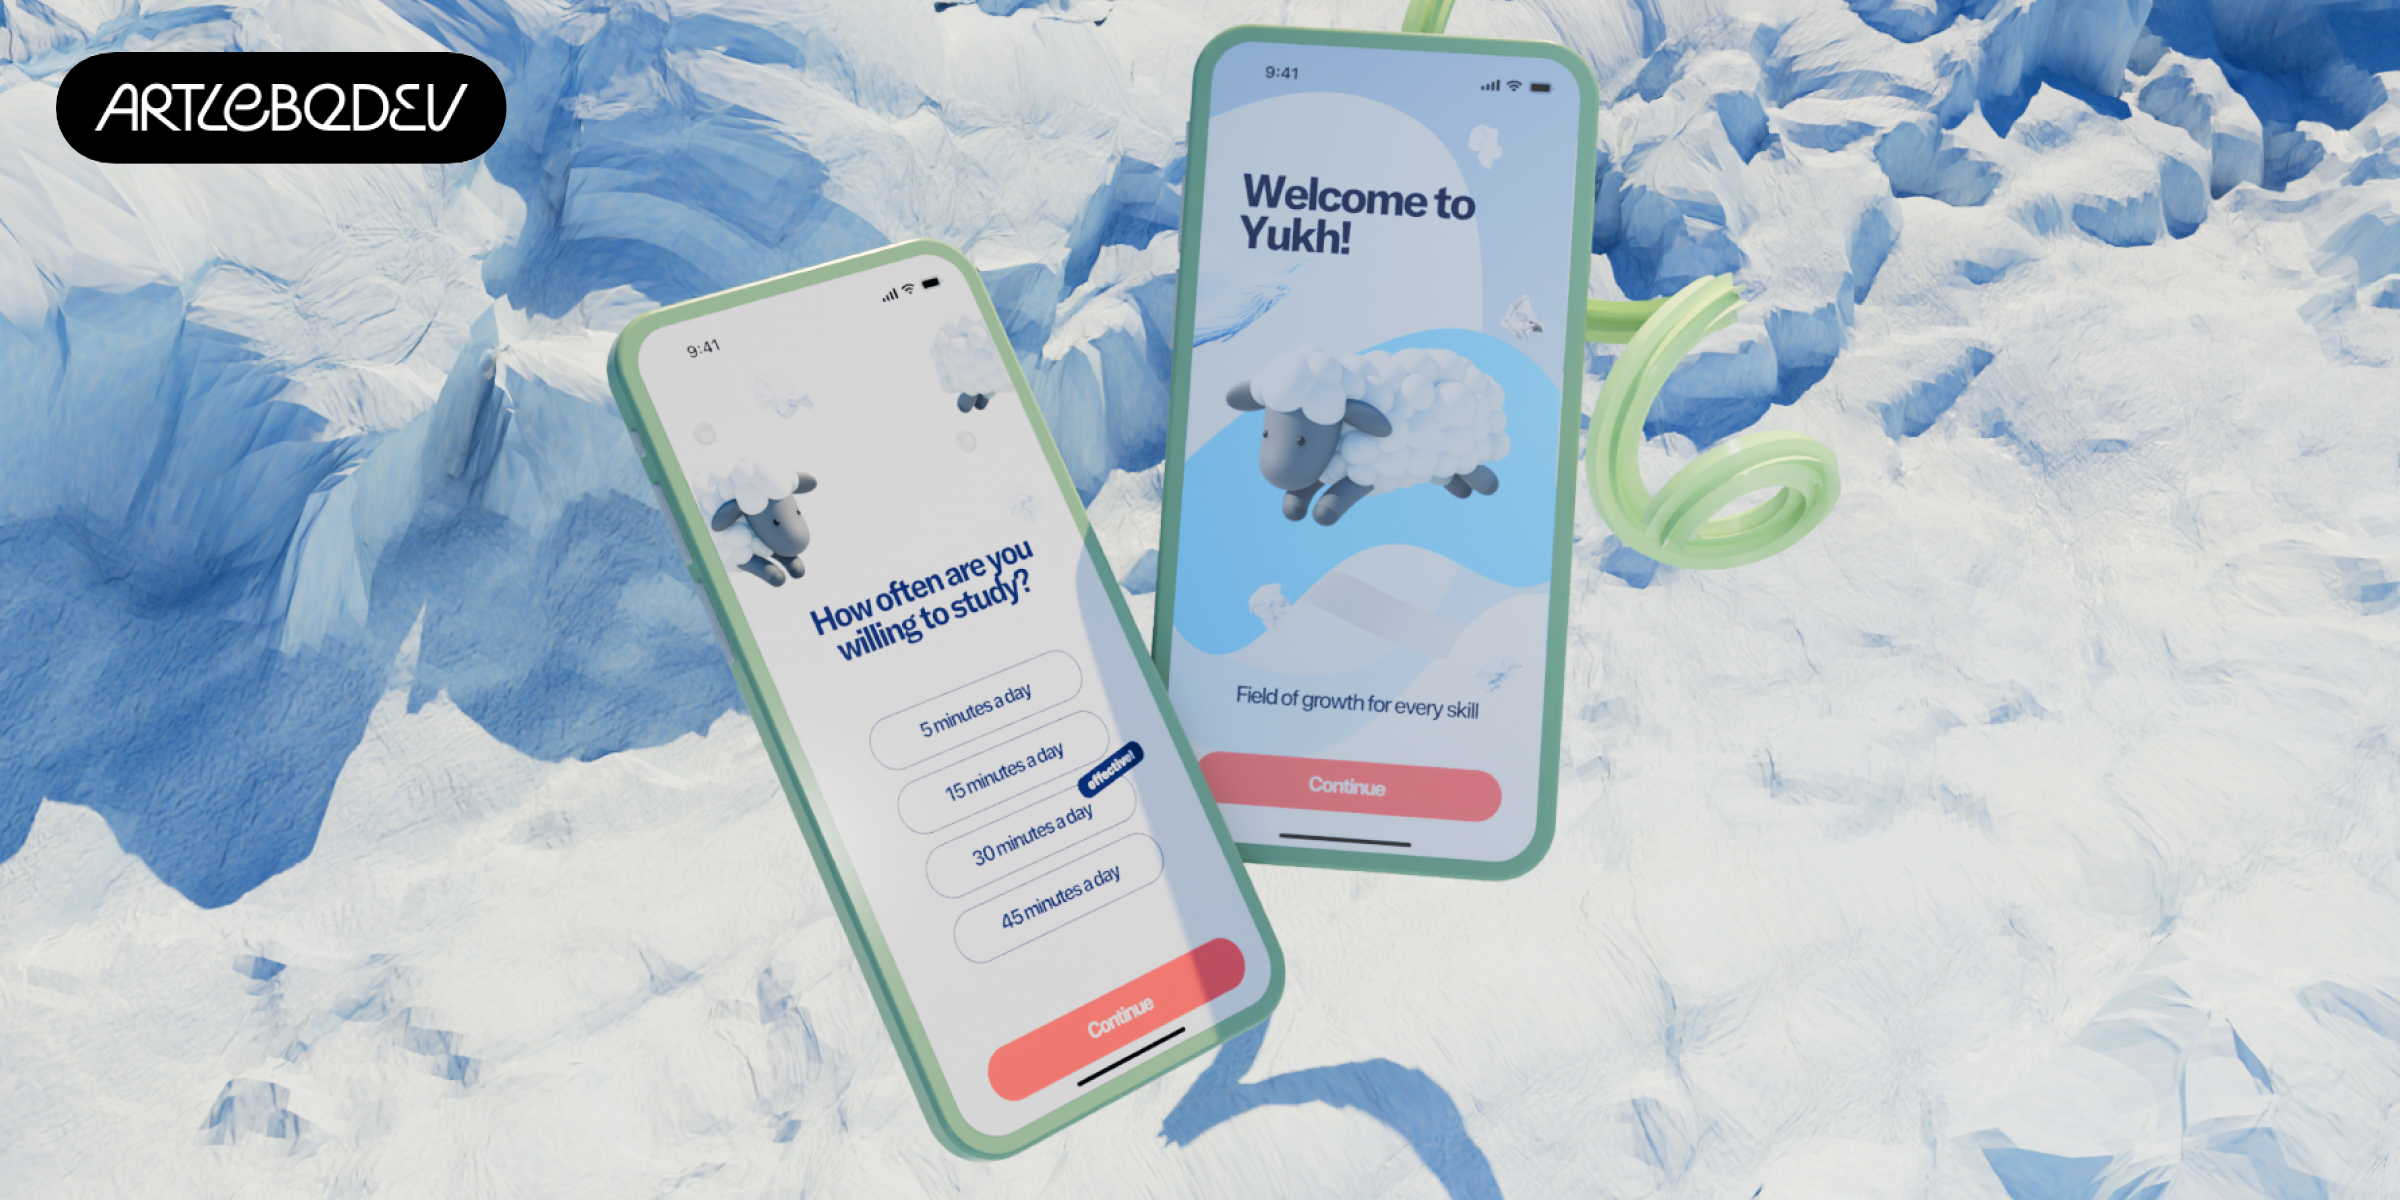 ARTLEBEDEV
9:41
Welcome to
Yukh!
Field of growth for every skill
Continue
9:41
How often are you
willing to study?
5 minutes a day
15 minutes a day
effective!
30 minutes a day
45 minutes a day
Continue